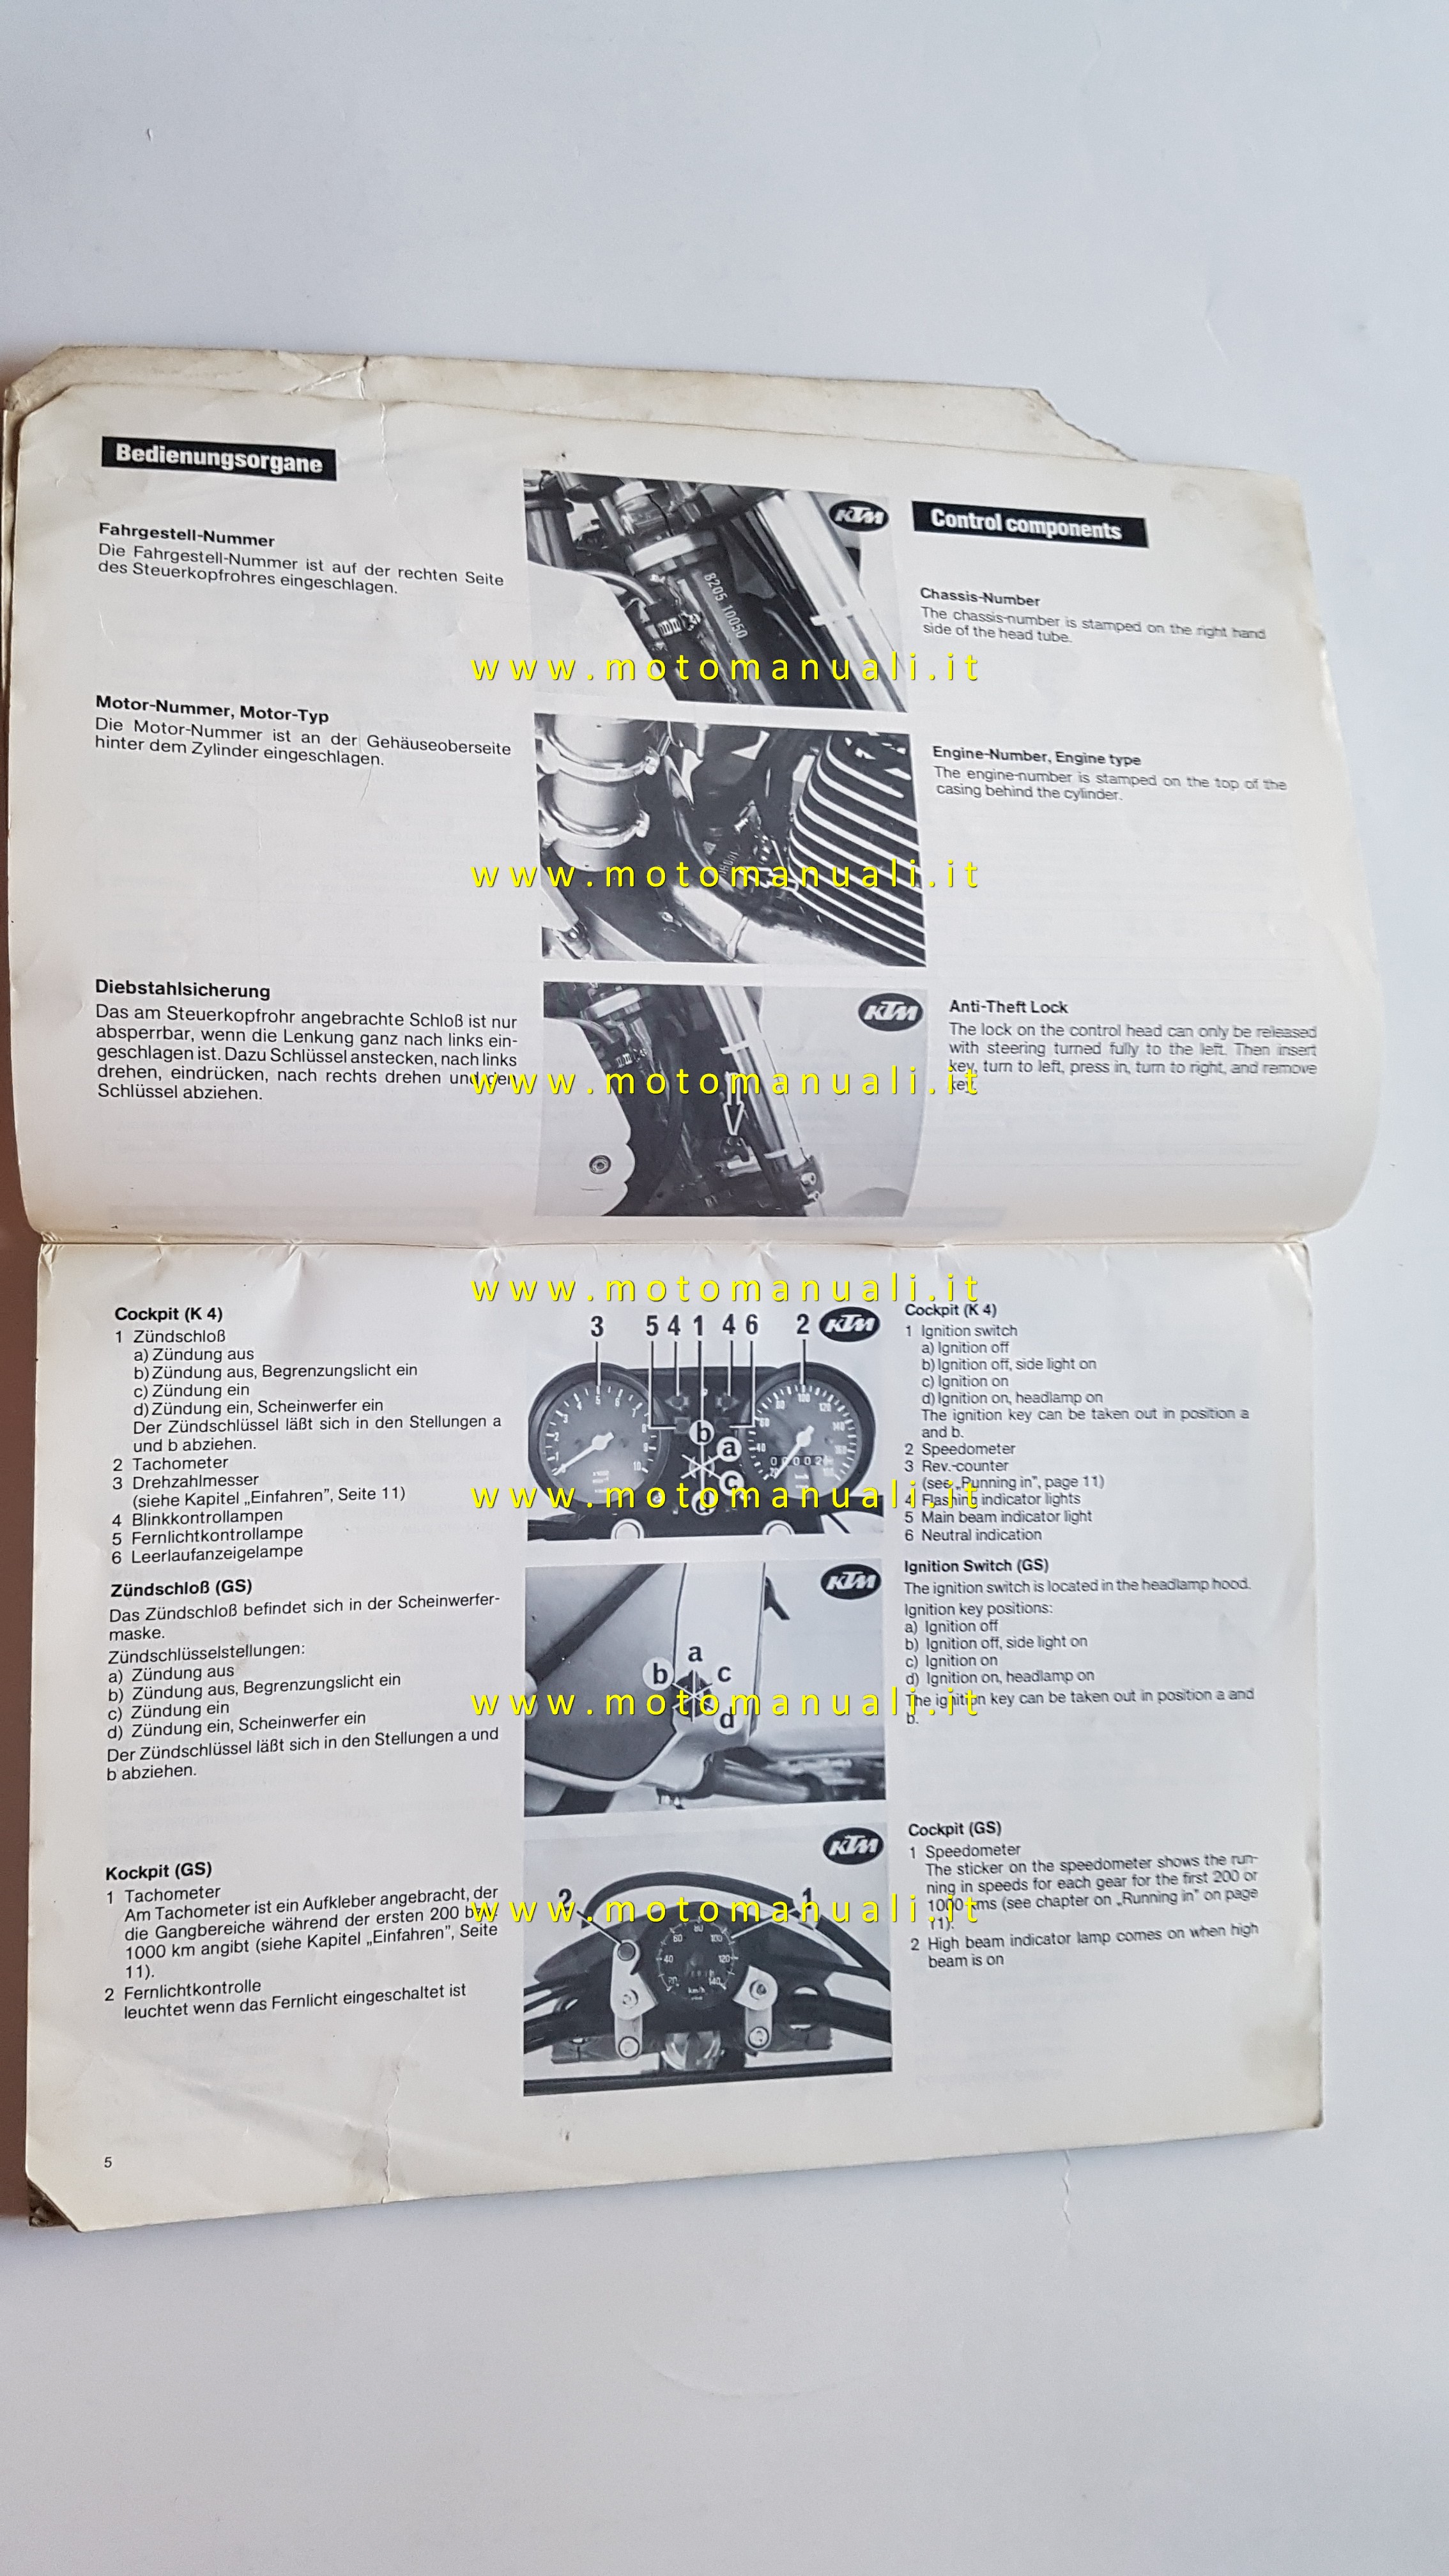 Bedienungsorgane
Fahrgestell-Nummer
Die Fahrgestell-Nummer ist auf der rechten Seite
des Steuerkopfrohres eingeschlagen.
Motor-Nummer, Motor-Typ
Die Motor-Nummer ist an der Gehäuseoberseite
hinter dem Zylinder eingeschlagen.
Diebstahlsicherung
Das am Steuerkopfrohr angebrachte Schloß ist nur
absperrbar, wenn die Lenkung ganz nach links ein-
geschlagen ist. Dazu Schlüssel anstecken, nach links
drehen, eindrücken, nach rechts drehen und den
Schlüssel abziehen.
KTM
8205 10050
KTM
Control components
Chassis-Number
The chassis-number is stamped on the right hand
side of the head tube.
Engine-Number, Engine type
The engine-number is stamped on the top of the
casing behind the cylinder.
Anti-Theft Lock
The lock on the control head can only be released
with steering turned fully to the left. Then insert
key, turn to left, press in, turn to right, and remove
key.
www.motomanuali.it
www.motomanuali.it
www.motomanuali.it
www.motomanuali.it
Cockpit (K 4)
1 Zündschloß
a) Zündung aus
b) Zündung aus, Begrenzungslicht ein
c) Zündung ein
d) Zündung ein, Scheinwerfer ein
Der Zündschlüssel läßt sich in den Stellungen a
und b abziehen.
2 Tachometer
3 Drehzahlmesser
(siehe Kapitel „Einfahren”, Seite 11)
4 Blinkkontrollampen
5 Fernlichtkontrollampe
6 Leerlaufanzeigelampe
Zündschloß (GS)
Das Zündschloß befindet sich in der Scheinwerfer-
maske.
Zündschlüsselstellungen:
a) Zündung aus
b) Zündung aus, Begrenzungslicht ein
c) Zündung ein
d) Zündung ein, Scheinwerfer ein
Der Zündschlüssel läßt sich in den Stellungen a und
b abziehen.
Kockpit (GS)
1 Tachometer
Am Tachometer ist ein Aufkleber angebracht, der
die Gangbereiche während der ersten 200 bzw.
1000 km angibt (siehe Kapitel „Einfahren”, Seite
11).
2 Fernlichtkontrolle
leuchtet wenn das Fernlicht eingeschaltet ist
5
3 5 4 1 4 6 2 KTM
b
a
c
d
www.motomanuali.it
KTM
a
b c
d
www.motomanuali.it
KTM
2 1
www.motomanuali.it
60 80 100
40 120
20 140
km/h
Cockpit (K 4)
1 Ignition switch
a) Ignition off
b) Ignition off, side light on
c) Ignition on
d) Ignition on, headlamp on
The ignition key can be taken out in position a
and b.
2 Speedometer
3 Rev.-counter
(see „Running in”, page 11)
4 Flashing indicator lights
5 Main beam indicator light
6 Neutral indication
Ignition Switch (GS)
The ignition switch is located in the headlamp hood.
Ignition key positions:
a) Ignition off
b) Ignition off, side light on
c) Ignition on
d) Ignition on, headlamp on
The ignition key can be taken out in position a and
b.
Cockpit (GS)
1 Speedometer
The sticker on the speedometer shows the run-
ning in speeds for each gear for the first 200 or
1000 kms (see chapter on „Running in” on page
11).
2 High beam indicator lamp comes on when high
beam is on